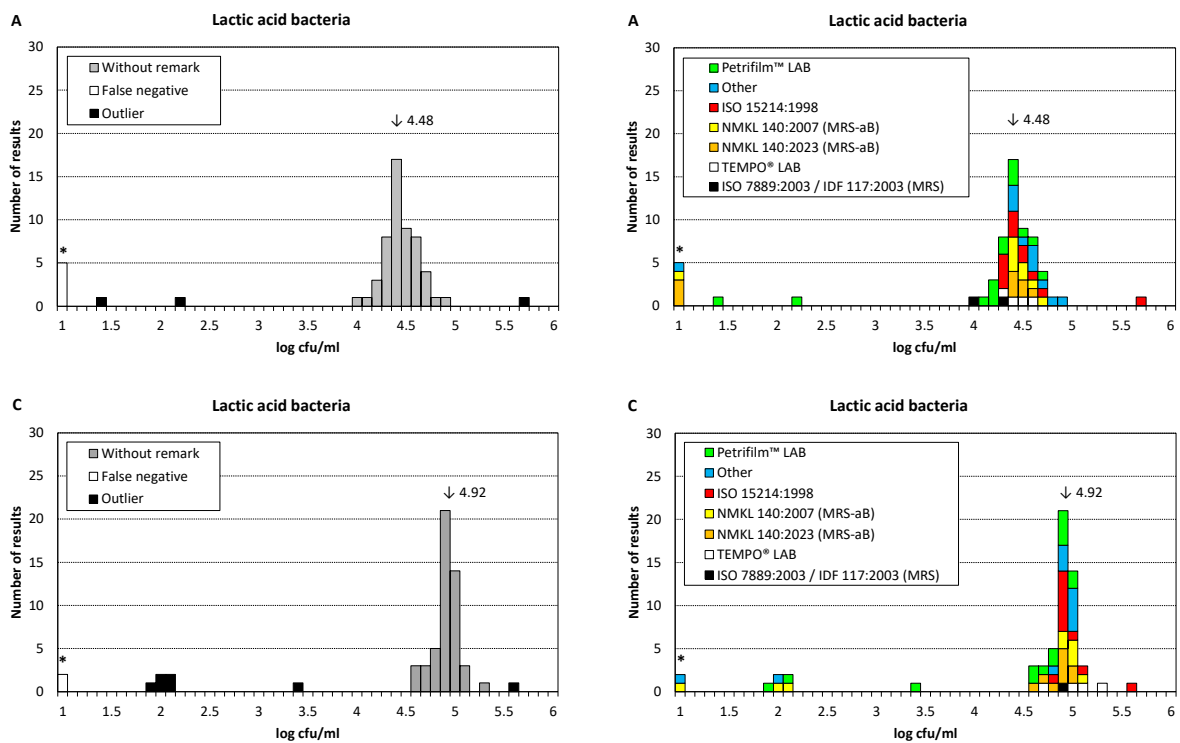 A
Lactic acid bacteria
30
25
20
15
10
5
0
Number of results
Without remark
False negative
Outlier
↓ 4.48
*
1 1.5 2 2.5 3 3.5 4 4.5 5 5.5 6
log cfu/ml
A
Lactic acid bacteria
30
25
20
15
10
5
0
Number of results
Petrifilm™ LAB
Other
ISO 15214:1998
NMKL 140:2007 (MRS-aB)
NMKL 140:2023 (MRS-aB)
TEMPO® LAB
ISO 7889:2003 / IDF 117:2003 (MRS)
↓ 4.48
*
1 1.5 2 2.5 3 3.5 4 4.5 5 5.5 6
log cfu/ml
C
Lactic acid bacteria
30
25
20
15
10
5
0
Number of results
Without remark
False negative
Outlier
↓ 4.92
*
1 1.5 2 2.5 3 3.5 4 4.5 5 5.5 6
log cfu/ml
C
Lactic acid bacteria
30
25
20
15
10
5
0
Number of results
Petrifilm™ LAB
Other
ISO 15214:1998
NMKL 140:2007 (MRS-aB)
NMKL 140:2023 (MRS-aB)
TEMPO® LAB
ISO 7889:2003 / IDF 117:2003 (MRS)
↓ 4.92
*
1 1.5 2 2.5 3 3.5 4 4.5 5 5.5 6
log cfu/ml